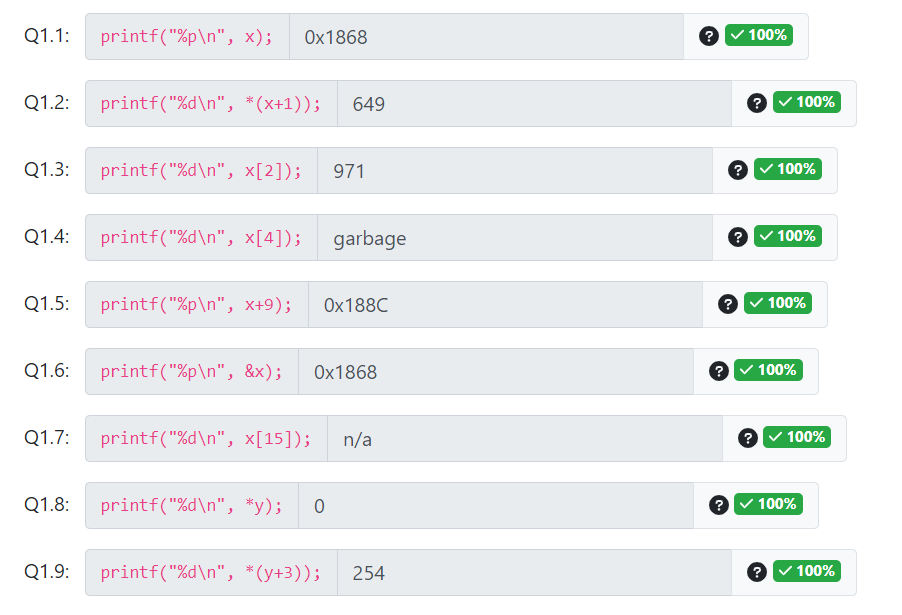 Q1.1: printf("%p\n", x); 0x1868 ? ✓ 100%
Q1.2: printf("%d\n", *(x+1)); 649 ? ✓ 100%
Q1.3: printf("%d\n", x[2]); 971 ? ✓ 100%
Q1.4: printf("%d\n", x[4]); garbage ? ✓ 100%
Q1.5: printf("%p\n", x+9); 0x188C ? ✓ 100%
Q1.6: printf("%p\n", &x); 0x1868 ? ✓ 100%
Q1.7: printf("%d\n", x[15]); n/a ? ✓ 100%
Q1.8: printf("%d\n", *y); 0 ? ✓ 100%
Q1.9: printf("%d\n", *(y+3)); 254 ? ✓ 100%